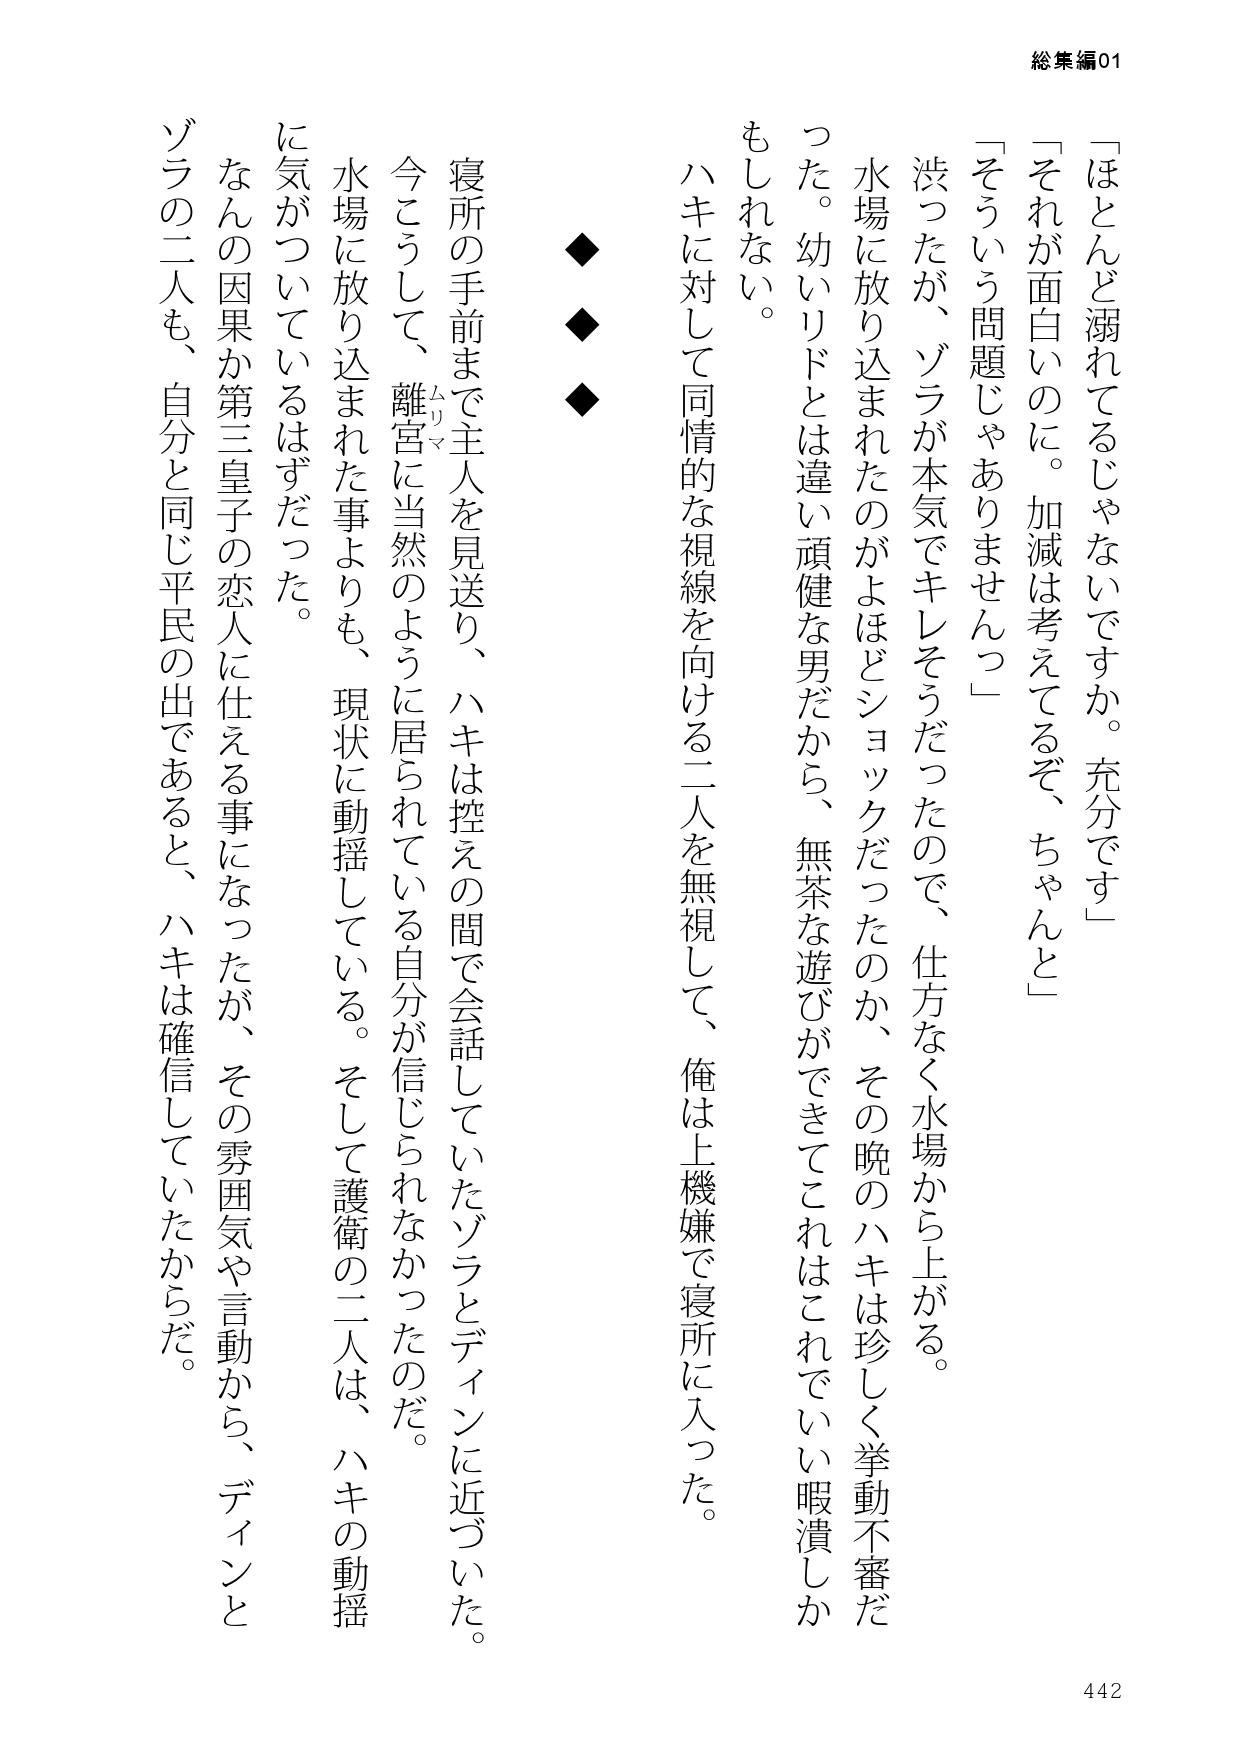 総集編01
「ほとんど溺れてるじゃないですか。充分です」
「それが面白いのに。加減は考えてるぞ、ちゃんと」
「そういう問題じゃありませんっ」
渋ったが、ゾラが本気でキレそうだったので、仕方なく水場から上がる。
水場に放り込まれたのがよほどショックだったのか、その晩のハキは珍しく挙動不審だ
った。幼いリドとは違い頑健な男だから、無茶な遊びができてこれはこれでいい暇潰しか
もしれない。
ハキに対して同情的な視線を向ける二人を無視して、俺は上機嫌で寝所に入った。
◆ ◆ ◆
寝所の手前まで主人を見送り、ハキは控えの間で会話していたゾラとディンに近づいた。
ムリマ
今こうして、離宮に当然のように居られている自分が信じられなかったのだ。
水場に放り込まれた事よりも、現状に動揺している。そして護衛の二人は、ハキの動揺
に気がついているはずだった。
なんの因果か第三皇子の恋人に仕える事になったが、その雰囲気や言動から、ディンと
ゾラの二人も、自分と同じ平民の出であると、ハキは確信していたからだ。
442